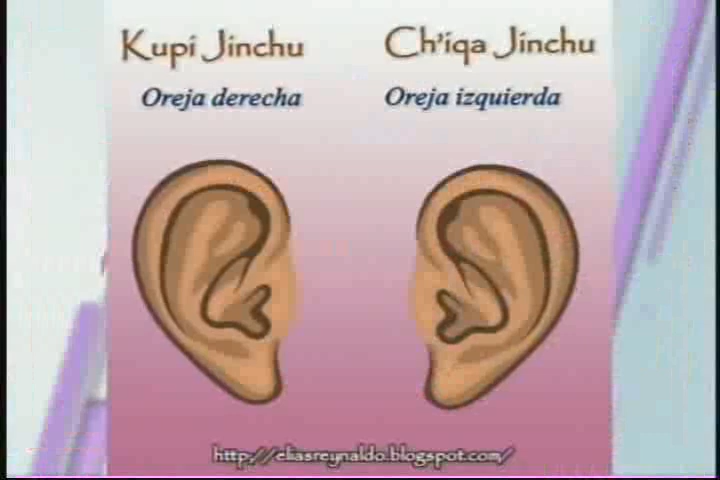 Kupi Jinchu
Ch'iqa Jinchu
Oreja derecha
Oreja izquierda
http://eliasreynaldo.blogspot.com/